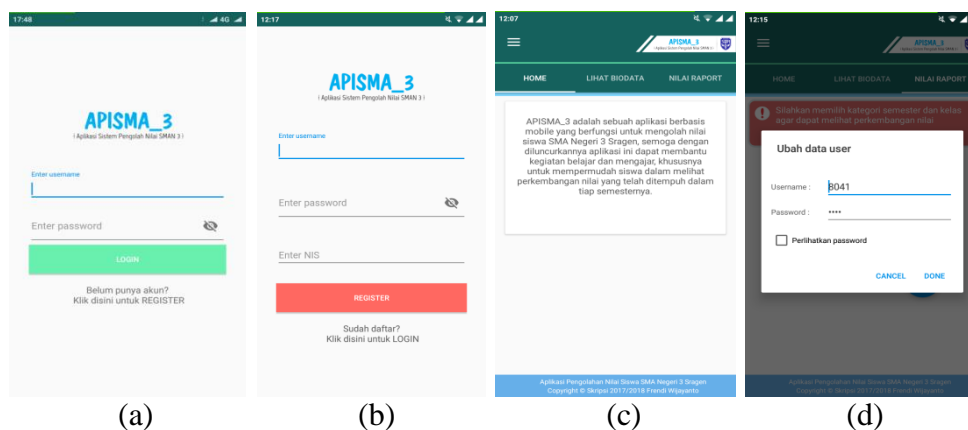 17:48
4G
APISMA_3
( Aplikasi Sistem Pengolah Nilai SMAN 3 )
Enter username
Enter password
LOGIN
Belum punya akun?
Klik disini untuk REGISTER
(a)
12:17
APISMA_3
( Aplikasi Sistem Pengolah Nilai SMAN 3 )
Enter username
Enter password
Enter NIS
REGISTER
Sudah daftar?
Klik disini untuk LOGIN
(b)
12:07
APISMA_3
HOME
LIHAT BIODATA
NILAI RAPORT
APISMA_3 adalah sebuah aplikasi berbasis
mobile yang berfungsi untuk mengolah nilai
siswa SMA Negeri 3 Sragen, semoga dengan
diluncurkannya aplikasi ini dapat membantu
kegiatan belajar dan mengajar, khususnya
untuk mempermudah siswa dalam melihat
perkembangan nilai yang telah ditempuh dalam
tiap semesternya.
Aplikasi Pengolahan Nilai Siswa SMA Negeri 3 Sragen
Copyright © Skripsi 2017/2018 Frendi Wijayanto
(c)
12:15
APISMA_3
HOME
LIHAT BIODATA
NILAI RAPORT
Silahkan memilih kategori semester dan kelas
agar dapat melihat perkembangan nilai
Ubah data user
Username :
8041
Password :
••••
Perlihatkan password
CANCEL
DONE
Aplikasi Pengolahan Nilai Siswa SMA Negeri 3 Sragen
Copyright © Skripsi 2017/2018 Frendi Wijayanto
(d)